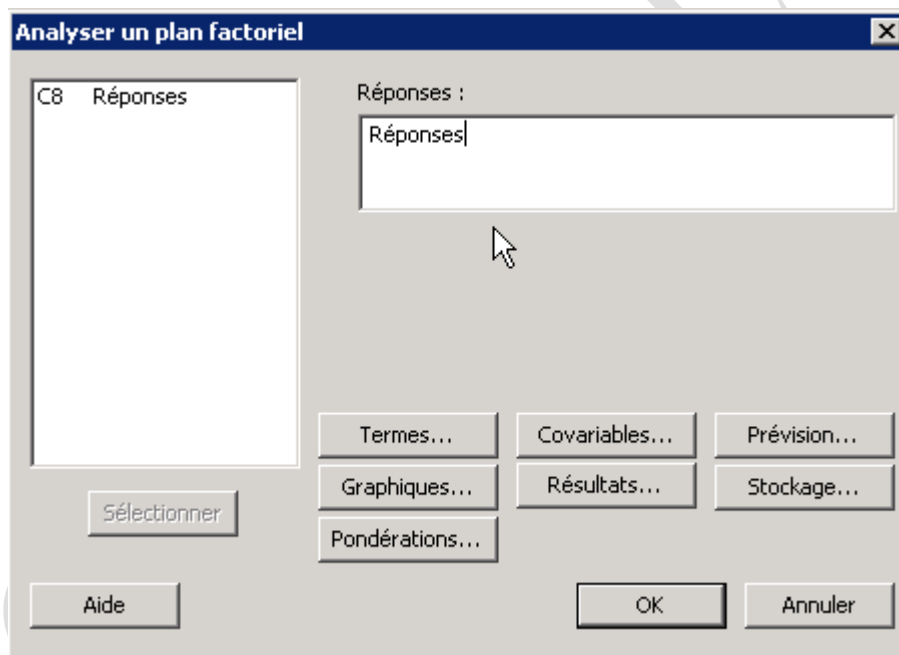 Analyser un plan factoriel
C8 Réponses
Réponses :
Réponses
Termes... Covariables... Prévision...
Graphiques... Résultats... Stockage...
Sélectionner
Pondérations...
Aide OK Annuler